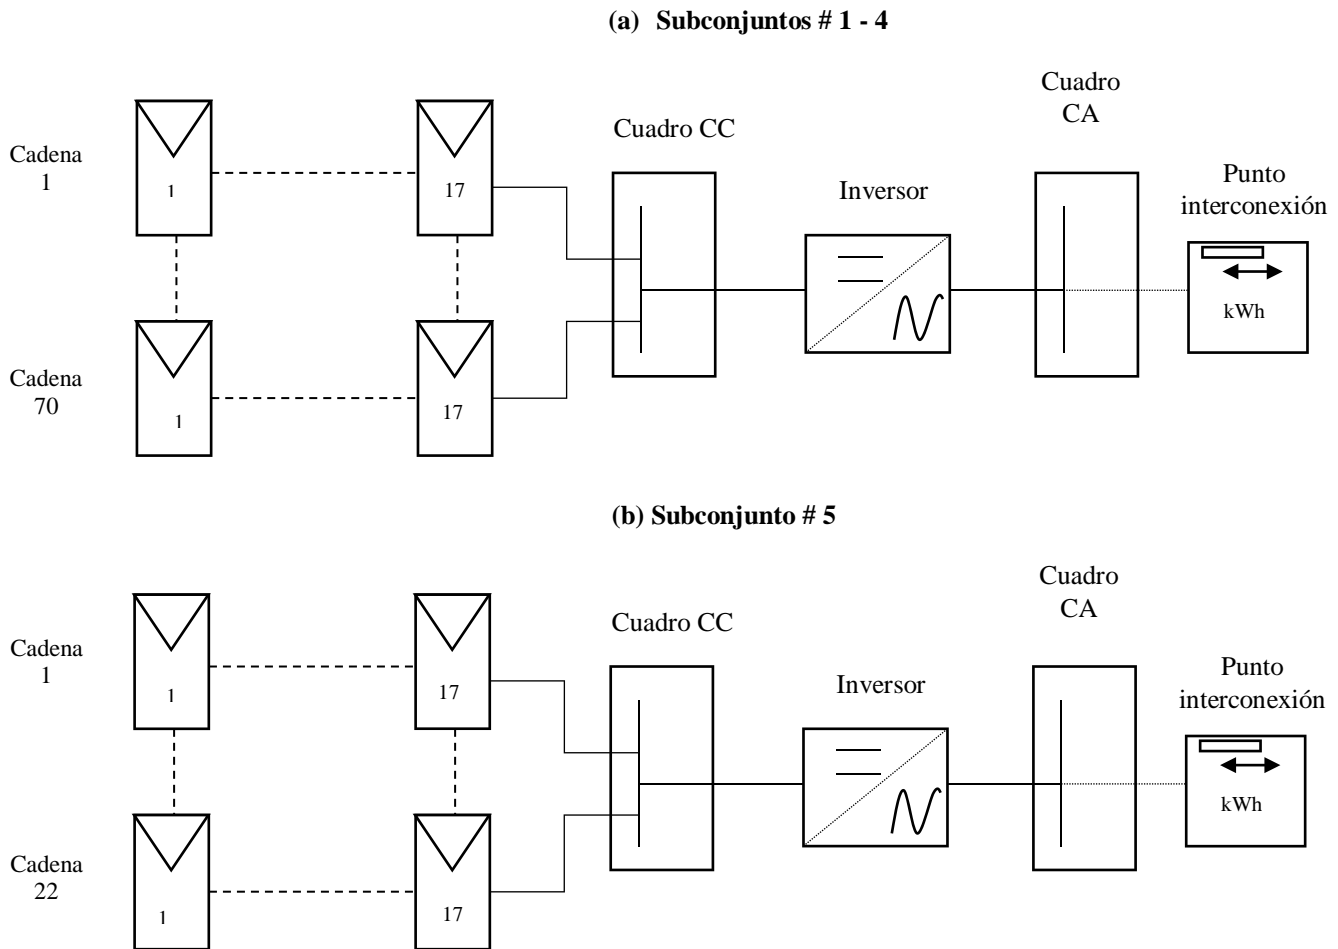 (a) Subconjuntos # 1 - 4
Cuadro
CA
Cuadro CC
Cadena
1
Inversor
Punto
interconexión
1
17
kWh
Cadena
70
1
17
(b) Subconjunto # 5
Cuadro
CA
Cuadro CC
Cadena
1
Inversor
Punto
interconexión
1
17
kWh
Cadena
22
1
17